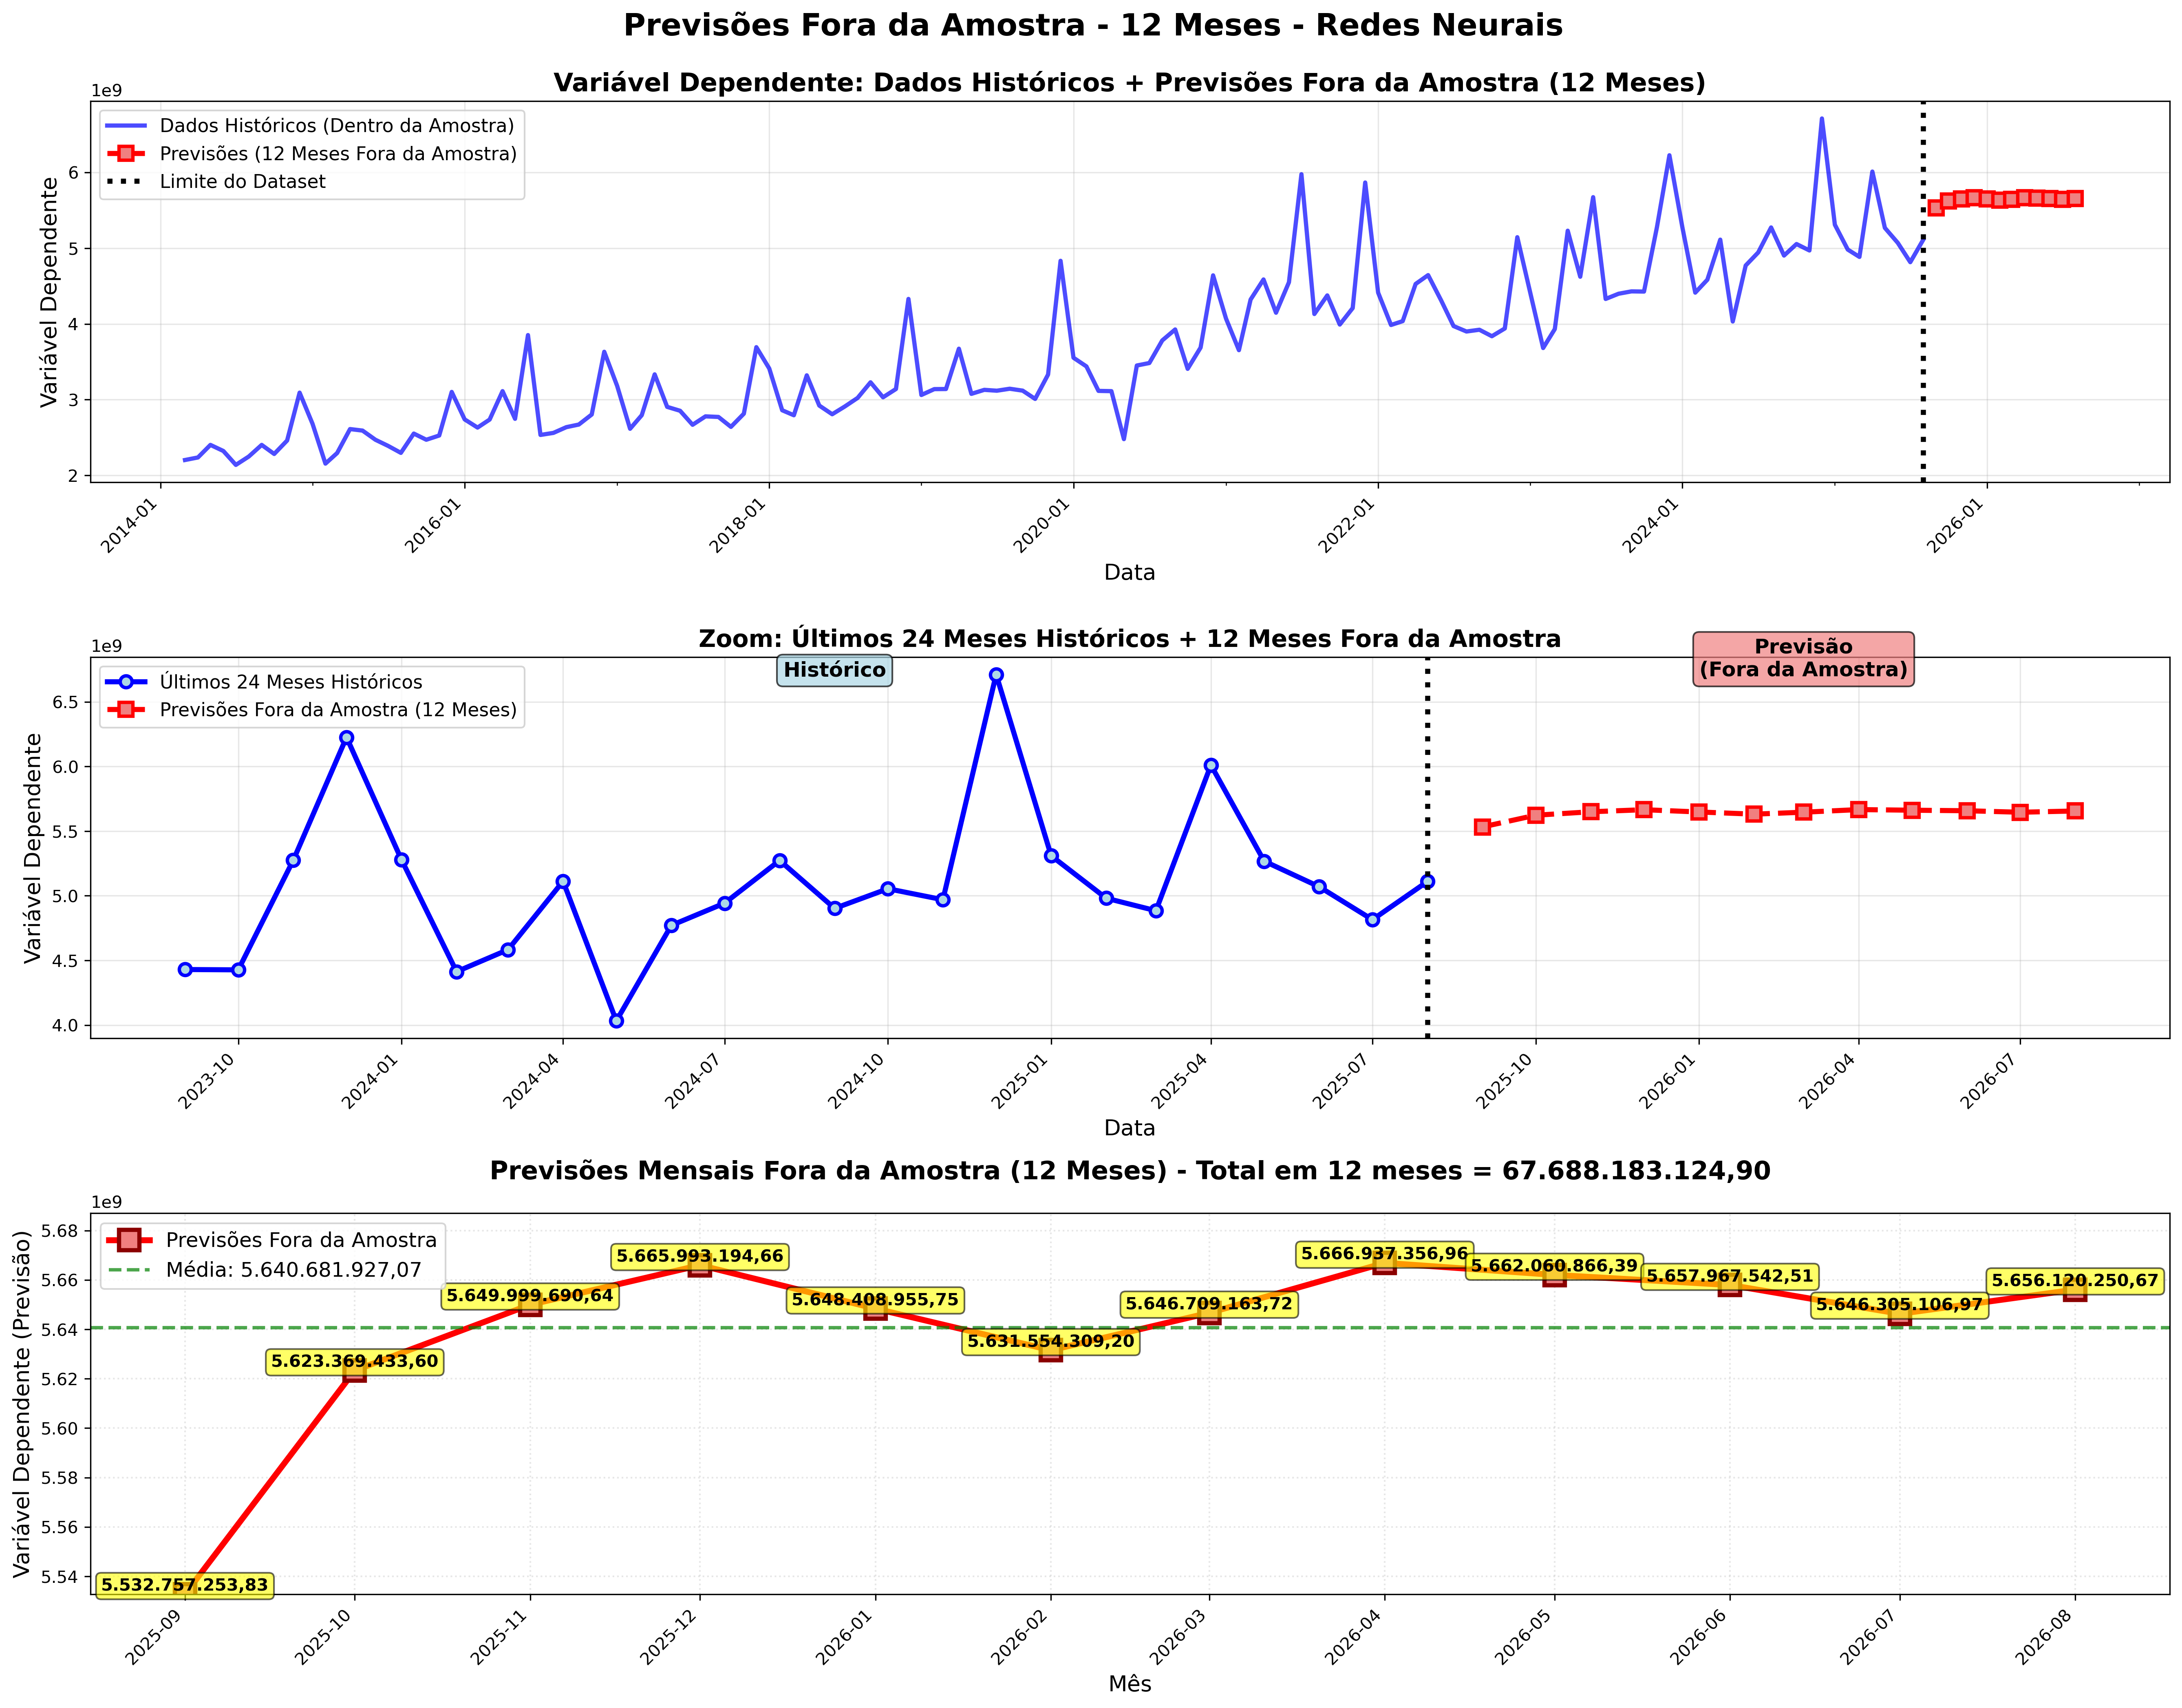 Previsões Fora da Amostra - 12 Meses - Redes Neurais
Variável Dependente: Dados Históricos + Previsões Fora da Amostra (12 Meses)
1e9
Dados Históricos (Dentro da Amostra)
Previsões (12 Meses Fora da Amostra)
Limite do Dataset
Variável Dependente
6
5
4
3
2
2014-01
2016-01
2018-01
2020-01
2022-01
2024-01
2026-01
Data
Zoom: Últimos 24 Meses Históricos + 12 Meses Fora da Amostra
1e9
Histórico
Previsão
(Fora da Amostra)
Últimos 24 Meses Históricos
Previsões Fora da Amostra (12 Meses)
Variável Dependente
6.5
6.0
5.5
5.0
4.5
4.0
2023-10
2024-01
2024-04
2024-07
2024-10
2025-01
2025-04
2025-07
2025-10
2026-01
2026-04
2026-07
Data
Previsões Mensais Fora da Amostra (12 Meses) - Total em 12 meses = 67.688.183.124,90
1e9
Previsões Fora da Amostra
Média: 5.640.681.927,07
Variável Dependente (Previsão)
5.68
5.66
5.64
5.62
5.60
5.58
5.56
5.54
5.532.757.253,83
5.623.369.433,60
5.649.999.690,64
5.665.993.194,66
5.648.408.955,75
5.631.554.309,20
5.646.709.163,72
5.666.937.356,96
5.662.060.866,39
5.657.967.542,51
5.646.305.106,97
5.656.120.250,67
2025-09
2025-10
2025-11
2025-12
2026-01
2026-02
2026-03
2026-04
2026-05
2026-06
2026-07
2026-08
Mês